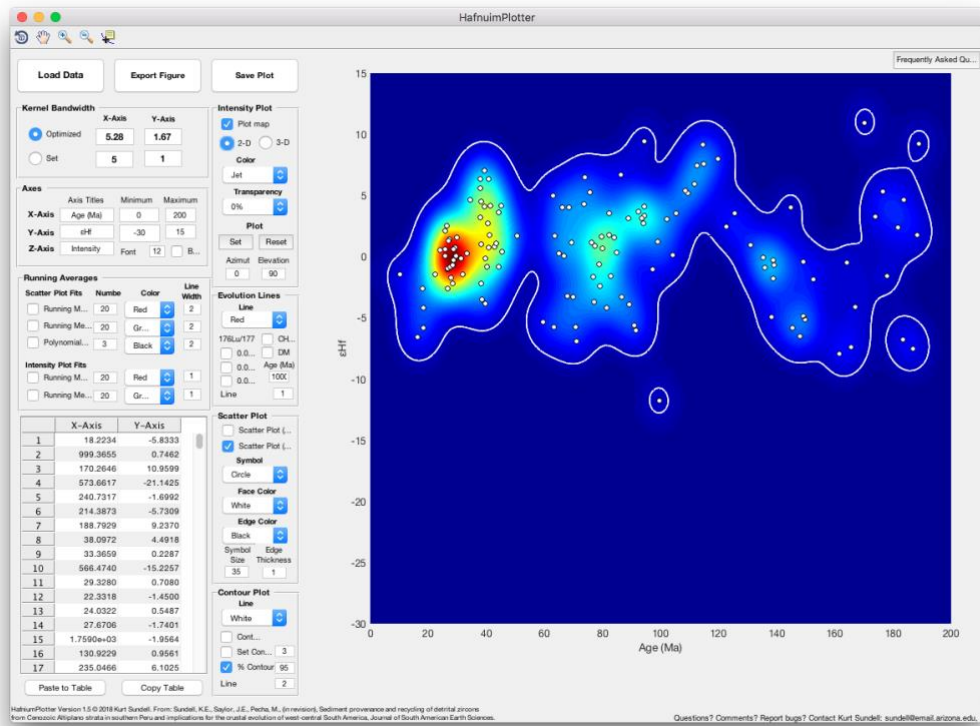 HafnuimPlotter
Load Data
Export Figure
Save Plot
Frequently Asked Qu...
Kernel Bandwidth
X-Axis Y-Axis
Optimized 5.28 1.67
Set 5 1
Axes
Axis Titles Minimum Maximum
X-Axis Age (Ma) 0 200
Y-Axis εHf -30 15
Z-Axis Intensity Font 12 B...
Running Averages
Scatter Plot Fits Numbe Color Line Width
Running M... 20 Red 2
Running Me... 20 Gr... 2
Polynomial... 3 Black 2
Intensity Plot Fits
Running M... 20 Red 1
Running Me... 20 Gr... 1
X-Axis Y-Axis
1 18.2234 -5.8333
2 999.3655 0.7462
3 170.2646 10.9599
4 573.6617 -21.1425
5 240.7317 -1.6992
6 214.3873 -5.7309
7 188.7929 9.2370
8 38.0972 4.4918
9 33.3659 0.2287
10 566.4740 -15.2257
11 29.3280 0.7080
12 22.3318 -1.4500
13 24.0322 0.5487
14 27.6706 -1.7401
15 1.7590e+03 -1.9564
16 130.9229 0.9561
17 235.0466 6.1025
Paste to Table
Copy Table
Intensity Plot
Plot map
2-D 3-D
Color
Jet
Transparency
0%
Plot
Set Reset
Azimut Elevation
0 90
Evolution Lines
Line
Red
176Lu/177 CH...
0.0... DM
0.0... Age (Ma)
0.0... 100(
Line 1
Scatter Plot
Scatter Plot (...
Scatter Plot (...
Symbol
Circle
Face Color
White
Edge Color
Black
Symbol Size Edge Thickness
35 1
Contour Plot
Line
White
Cont...
Set Con... 3
% Contour 95
Line 2
15
10
5
0
-5
-10
-15
-20
-25
-30
εHf
0 20 40 60 80 100 120 140 160 180 200
Age (Ma)
HafniumPlotter Version 1.5 © 2018 Kurt Sundell. From: Sundell, K.E., Saylor, J.E., Pecha, M., (in revision), Sediment provenance and recycling of detrital zircons
from Cenozoic Altiplano strata in southern Peru and implications for the crustal evolution of west-central South America, Journal of South American Earth Sciences.
Questions? Comments? Report bugs? Contact Kurt Sundell: sundell@email.arizona.edu